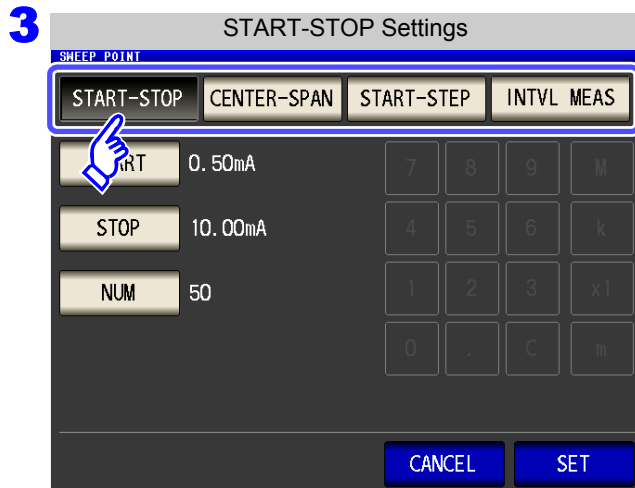 3
START-STOP Settings
SWEEP POINT
START-STOP CENTER-SPAN START-STEP INTVL MEAS
0.50mA 7 8 9 M
STOP 10.00mA 4 5 6 k
NUM 50 1 2 3 x1
0 . C m
CANCEL SET